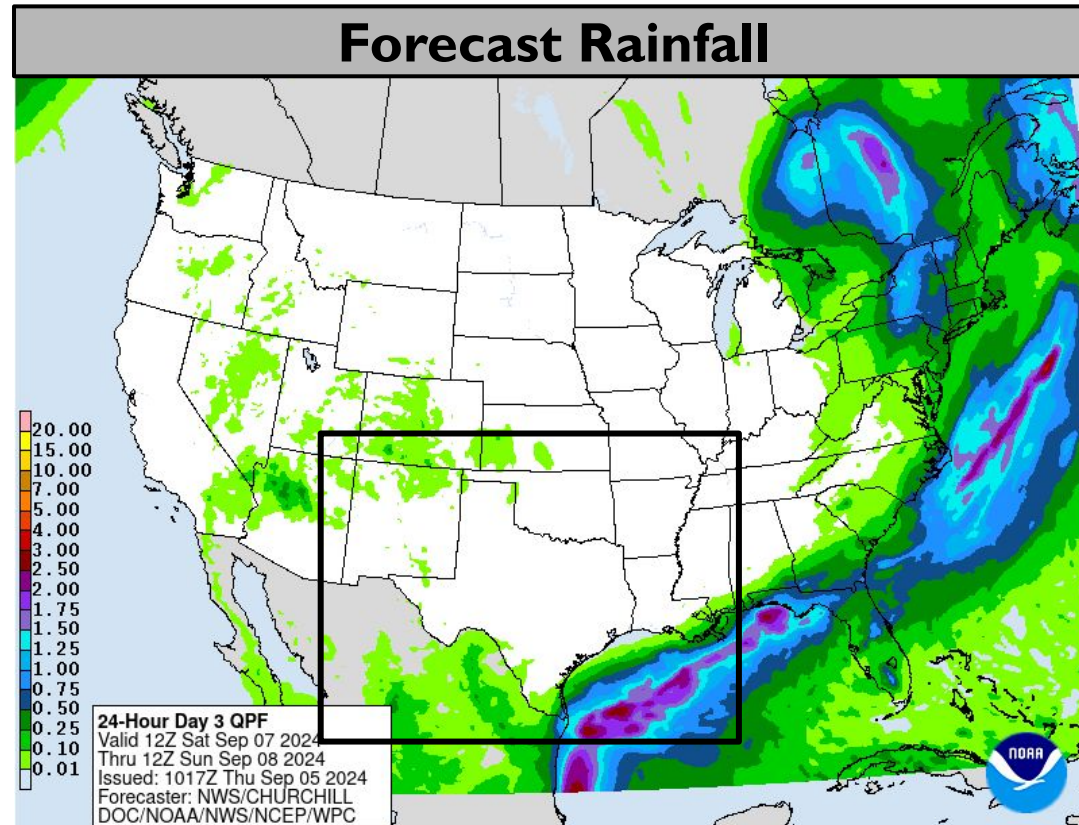 Forecast Rainfall
20.00
15.00
10.00
7.00
5.00
4.00
3.00
2.50
2.00
1.75
1.50
1.25
1.00
0.75
0.50
0.25
0.10
0.01
24-Hour Day 3 QPF
Valid 12Z Sat Sep 07 2024
Thru 12Z Sun Sep 08 2024
Issued: 1017Z Thu Sep 05 2024
Forecaster: NWS/CHURCHILL
DOC/NOAA/NWS/NCEP/WPC
NOAA